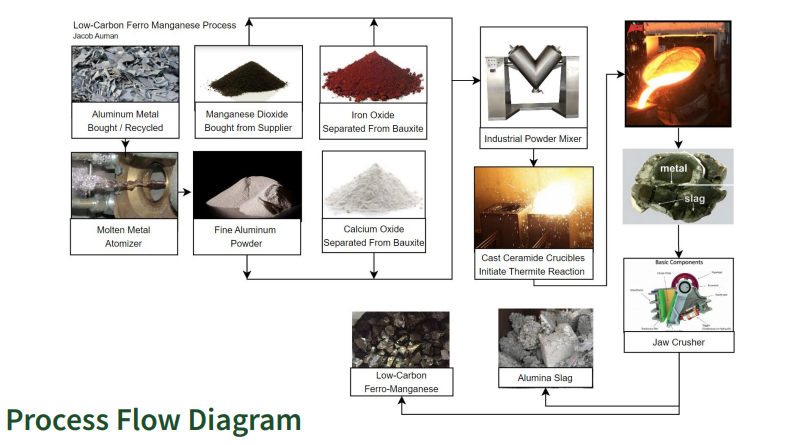 Low-Carbon Ferro Manganese Process
Jacob Auman
Aluminum Metal
Bought / Recycled
Manganese Dioxide
Bought from Supplier
Iron Oxide
Separated From Bauxite
Industrial Powder Mixer
Molten Metal
Atomizer
Fine Aluminum
Powder
Calcium Oxide
Separated From Bauxite
Cast Ceramide Crucibles
Initiate Thermite Reaction
metal
slag
Basic Components
Jaw Crusher
Low-Carbon
Ferro-Manganese
Alumina Slag
Process Flow Diagram